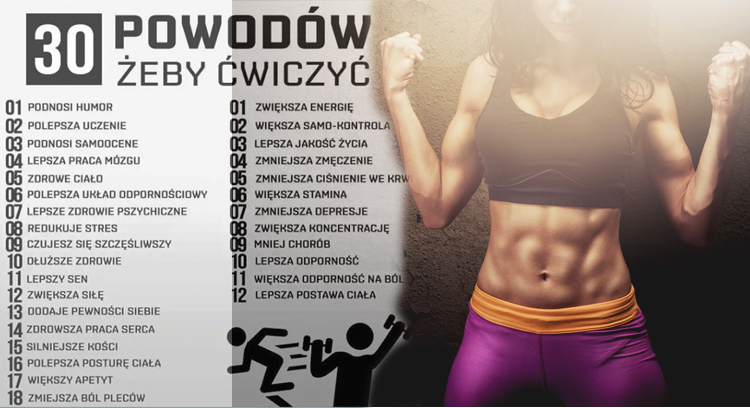 30 POWODÓW
ŻEBY ĆWICZYĆ
01 PODNOSI HUMOR
02 POLEPSZA UCZENIE
03 PODNOSI SAMOOCENE
04 LEPSZA PRACA MÓZGU
05 ZDROWE CIAŁO
06 POLEPSZA UKŁAD ODPORNOŚCIOWY
07 LEPSZE ZDROWIE PSYCHICZNE
08 REDUKUJE STRES
09 CZUJESZ SIĘ SZCZĘŚLIWSZY
10 DŁUŻSZE ZDROWIE
11 LEPSZY SEN
12 ZWIĘKSZA SIŁĘ
13 DODAJE PEWNOŚCI SIEBIE
14 ZDROWSZA PRACA SERCA
15 SILNIEJSZE KOŚCI
16 POLEPSZA POSTURĘ CIAŁA
17 WIĘKSZY APETYT
18 ZMIEJSZA BÓL PLECÓW
01 ZWIĘKSZA ENERGIĘ
02 WIĘKSZA SAMO-KONTROLA
03 LEPSZA JAKOŚĆ ŻYCIA
04 ZMNIEJSZA ZMĘCZENIE
05 ZMNIEJSZA CIŚNIENIE WE KRW
06 WIĘKSZA STAMINA
07 ZMNIEJSZA DEPRESJE
08 ZWIĘKSZA KONCENTRACJĘ
09 MNIEJ CHORÓB
10 LEPSZA ODPORNOŚĆ
11 WIĘKSZA ODPORNOŚĆ NA BÓL
12 LEPSZA POSTAWA CIAŁA